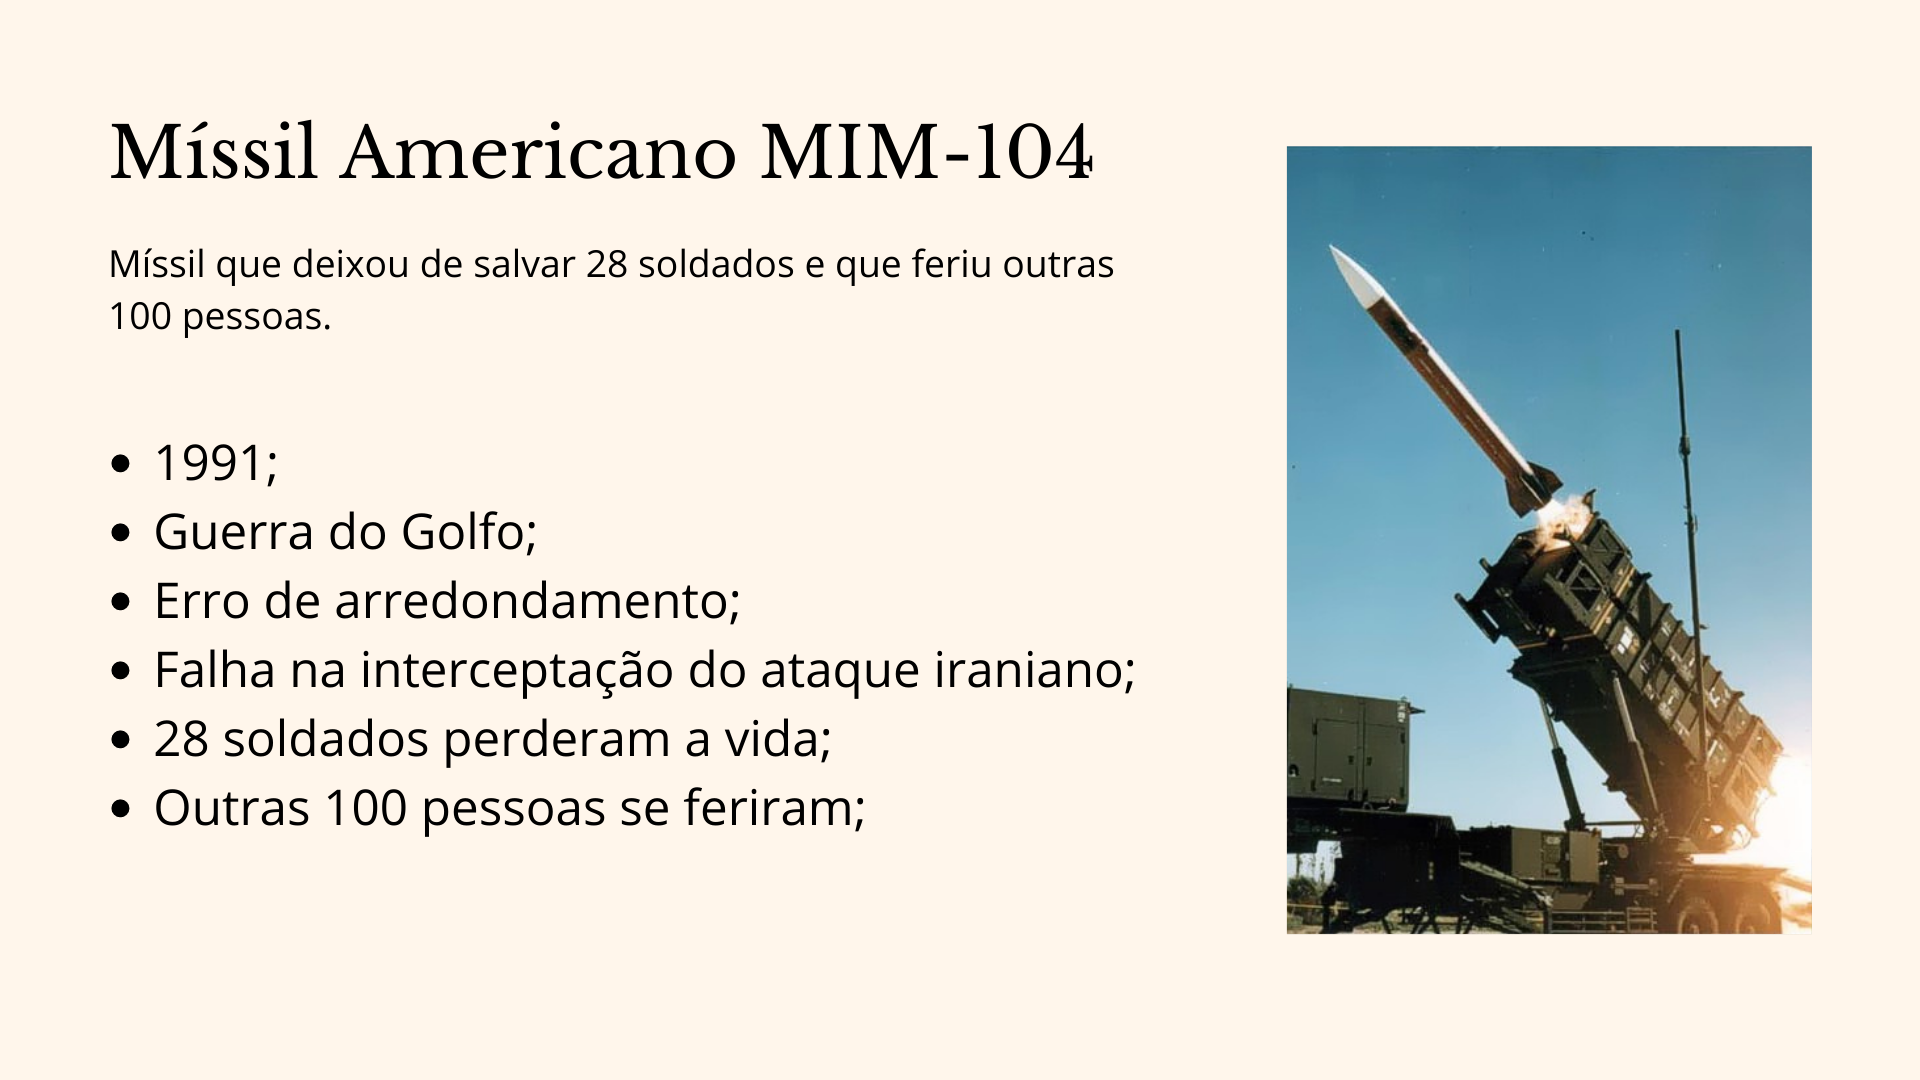 Míssil Americano MIM-104
Míssil que deixou de salvar 28 soldados e que feriu outras
100 pessoas.
• 1991;
• Guerra do Golfo;
• Erro de arredondamento;
• Falha na interceptação do ataque iraniano;
• 28 soldados perderam a vida;
• Outras 100 pessoas se feriram;